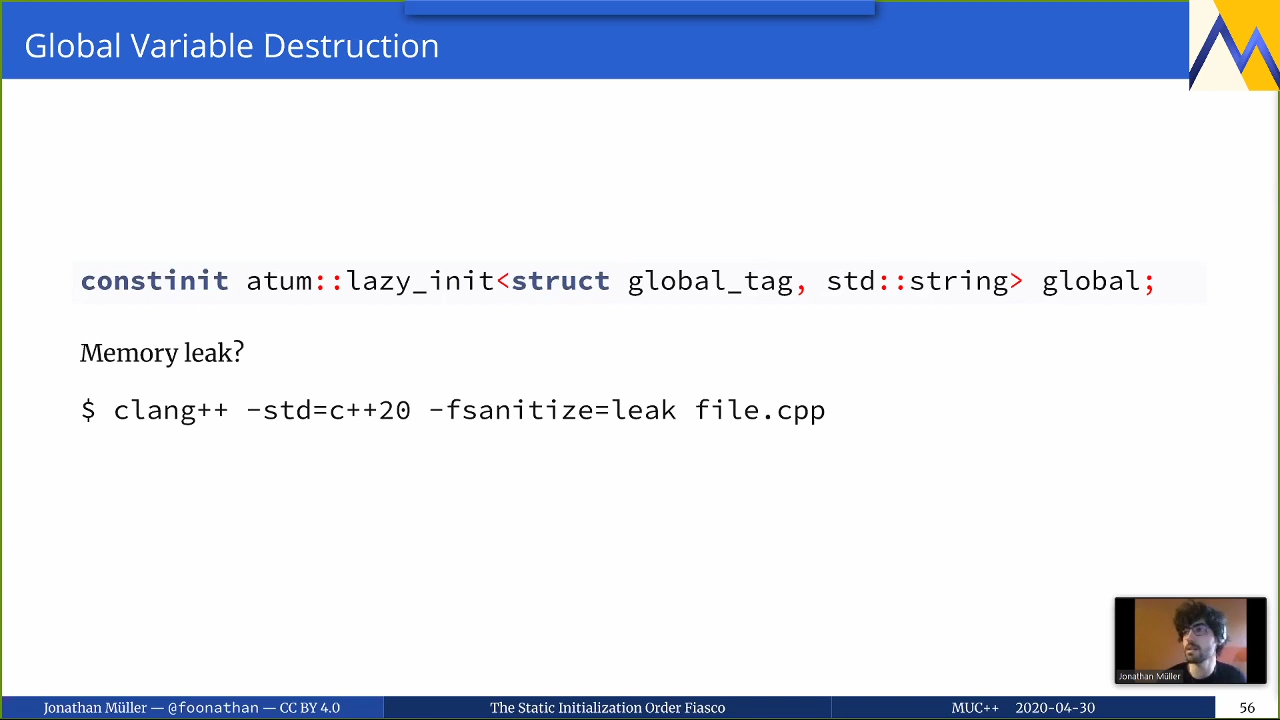 Global Variable Destruction
constinit atum::lazy_init<struct global_tag, std::string> global;
Memory leak?
$ clang++ -std=c++20 -fsanitize=leak file.cpp
Jonathan Müller
Jonathan Müller — @foonathan — CC BY 4.0
The Static Initialization Order Fiasco
MUC++ 2020-04-30
56